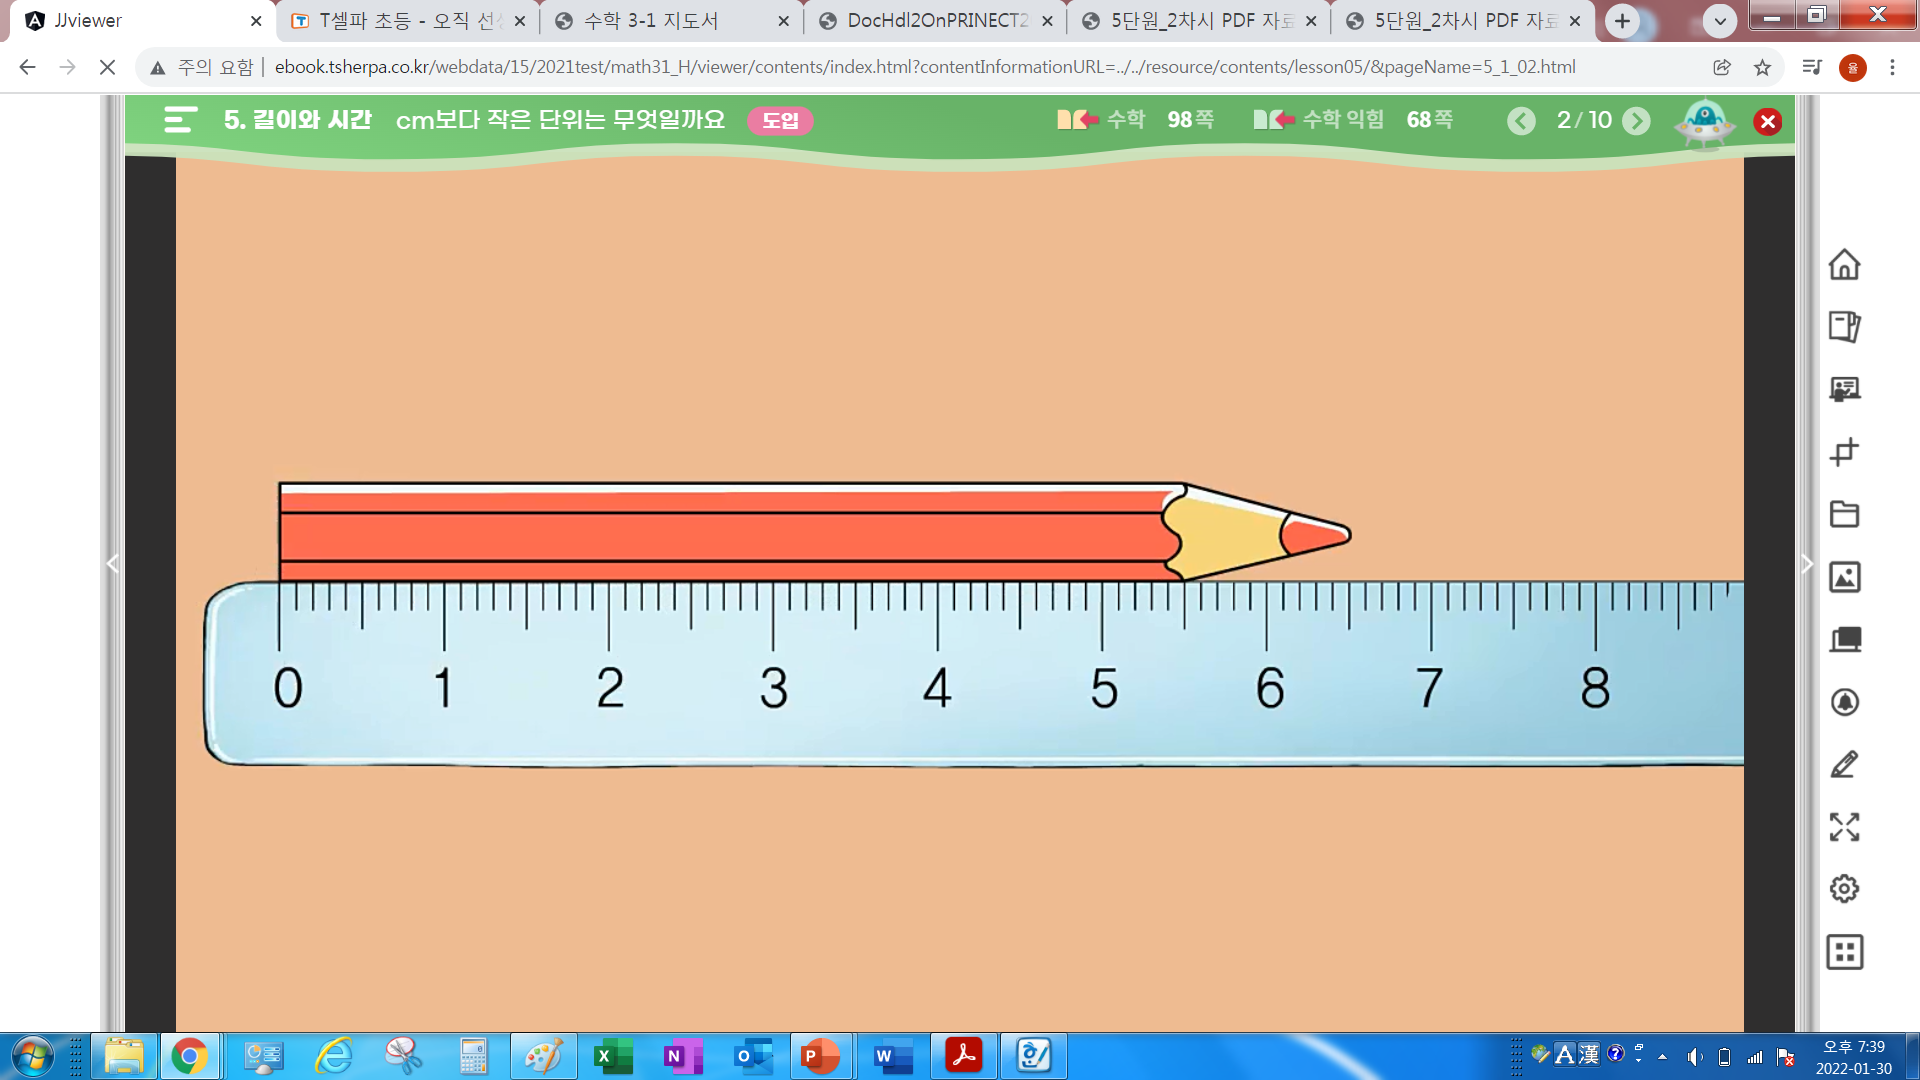 JJviewer
T셀파 초등 - 오직 선생
수학 3-1 지도서
DocHdl2OnPRINECT2
5단원_2차시 PDF 자료
5단원_2차시 PDF 자료
주의 요함 | ebook.tsherpa.co.kr/webdata/15/2021test/math31_H/viewer/contents/index.html?contentInformationURL=../../resource/contents/lesson05/&pageName=5_1_02.html
율
5. 길이와 시간 cm보다 작은 단위는 무엇일까요 도입 수학 98쪽 수학 익힘 68쪽 2/10
0 1 2 3 4 5 6 7 8
A 漢
오후 7:39
2022-01-30